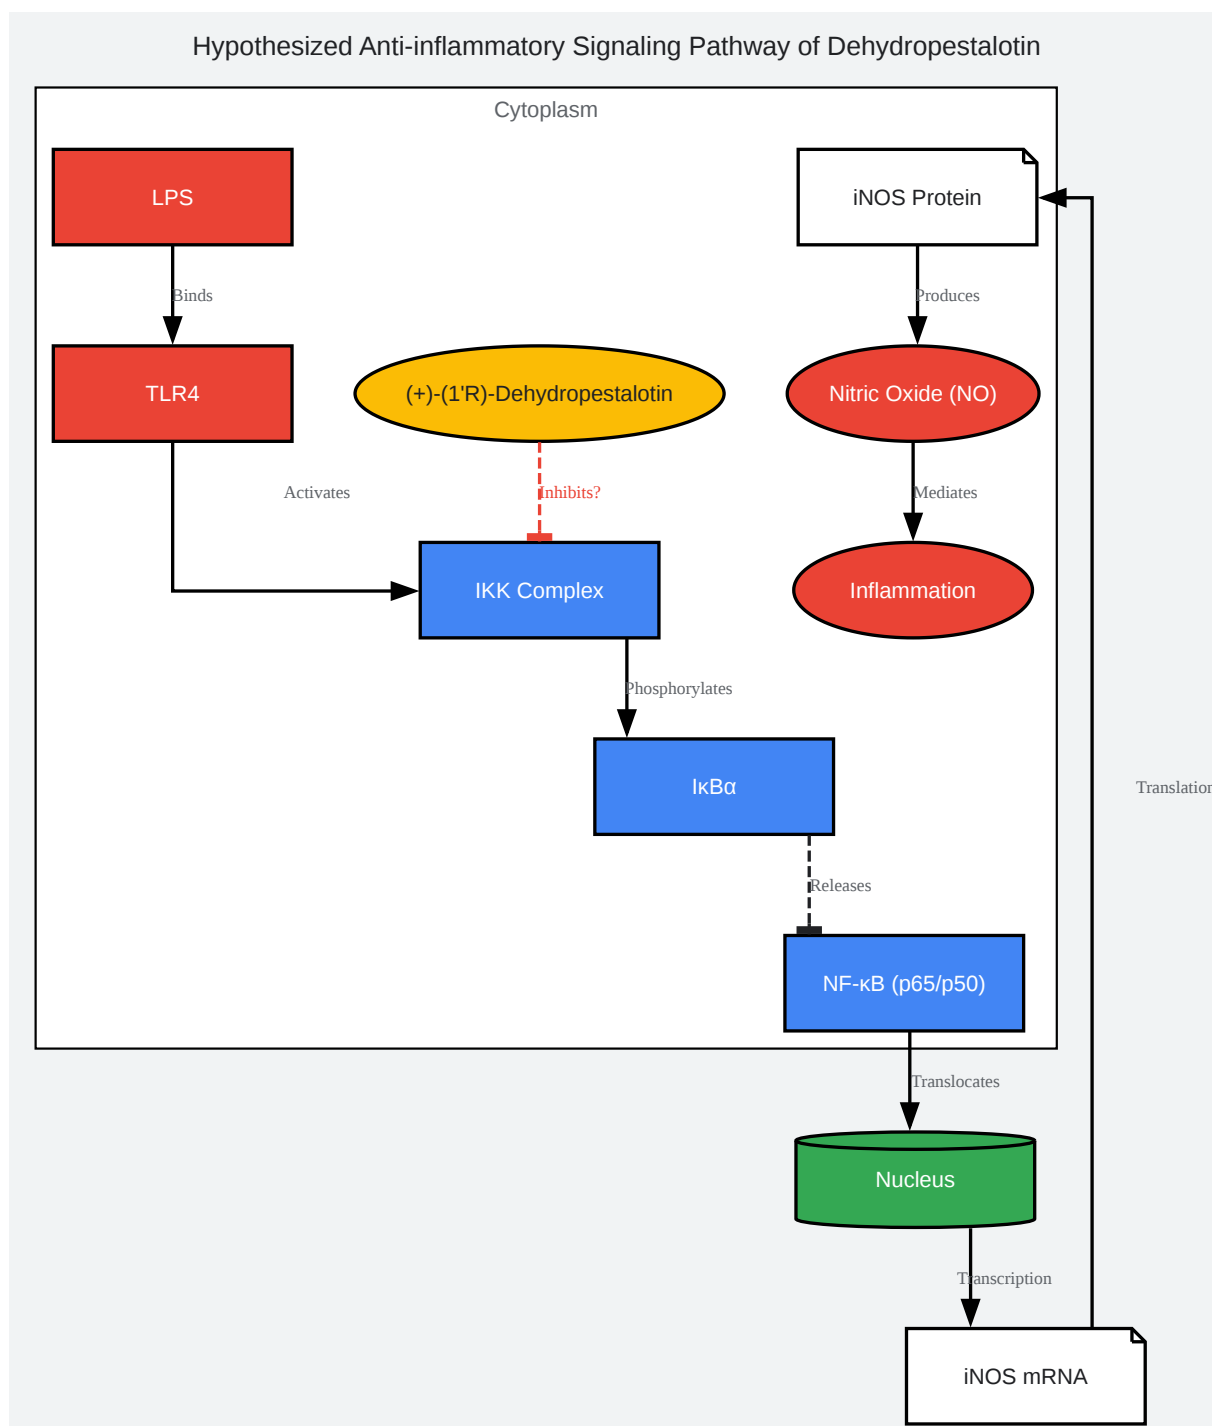 Hypothesized Anti-inflammatory Signaling Pathway of Dehydropestalotin
Cytoplasm
LPS
iNOS Protein
Binds
Produces
TLR4
(+)-(1'R)-Dehydropestalotin
Nitric Oxide (NO)
Activates
Inhibits?
Mediates
IKK Complex
Inflammation
Phosphorylates
IκBα
Translation
Releases
NF-κB (p65/p50)
Translocates
Nucleus
Transcription
iNOS mRNA